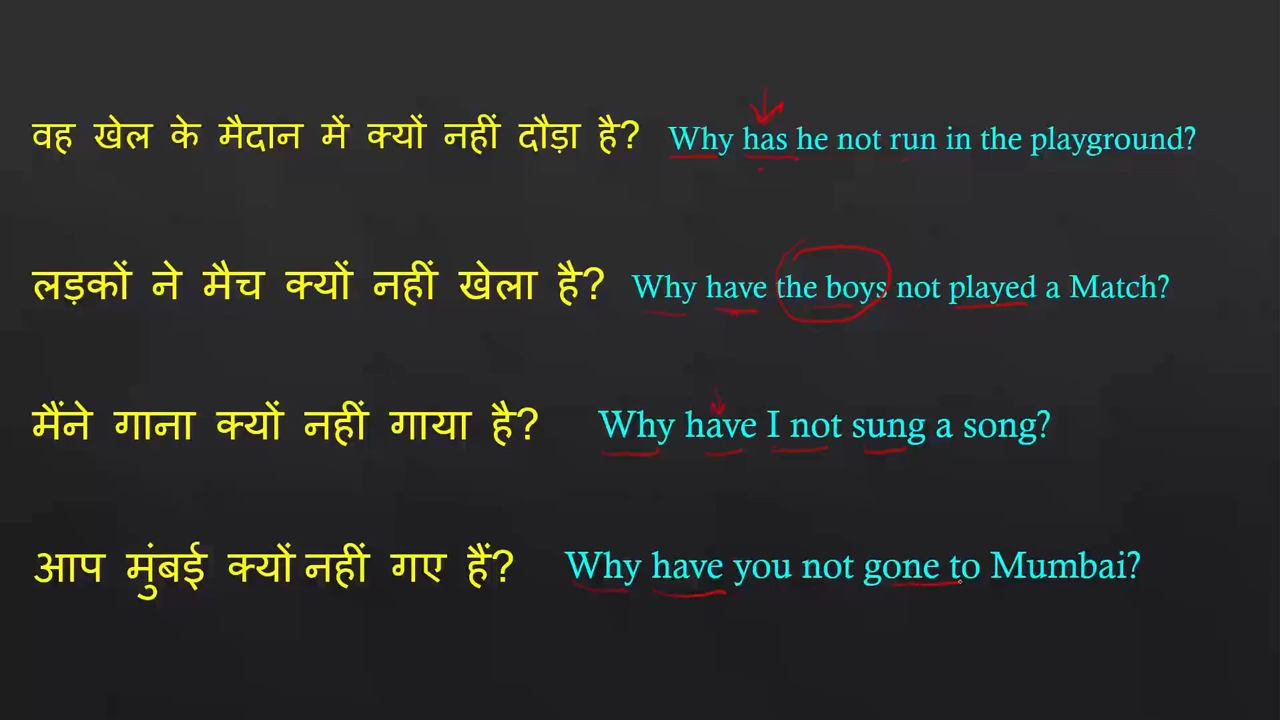 वह खेल के मैदान में क्यों नहीं दौड़ा है? Why has he not run in the playground?
लड़कों ने मैच क्यों नहीं खेला है? Why have the boys not played a Match?
मैंने गाना क्यों नहीं गाया है? Why have I not sung a song?
आप मुंबई क्यों नहीं गए हैं? Why have you not gone to Mumbai?